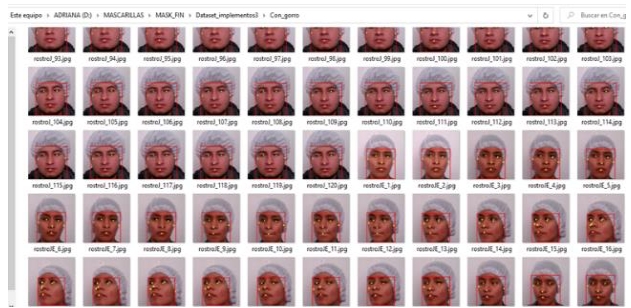 Este equipo > ADRIANA (D:) > MASCARILLAS > MASK_FIN > Dataset_implementos3 > Con_gorro
Buscar en Con_g
rostroJ_93.jpg rostroJ_94.jpg rostroJ_95.jpg rostroJ_96.jpg rostroJ_97.jpg rostroJ_98.jpg rostroJ_99.jpg rostroJ_100.jpg rostroJ_101.jpg rostroJ_102.jpg rostroJ_103.jpg
rostroJ_104.jpg rostroJ_105.jpg rostroJ_106.jpg rostroJ_107.jpg rostroJ_108.jpg rostroJ_109.jpg rostroJ_110.jpg rostroJ_111.jpg rostroJ_112.jpg rostroJ_113.jpg rostroJ_114.jpg
rostroJ_115.jpg rostroJ_116.jpg rostroJ_117.jpg rostroJ_118.jpg rostroJ_119.jpg rostroJ_120.jpg rostroJE_1.jpg rostroJE_2.jpg rostroJE_3.jpg rostroJE_4.jpg rostroJE_5.jpg
rostroJE_6.jpg rostroJE_7.jpg rostroJE_8.jpg rostroJE_9.jpg rostroJE_10.jpg rostroJE_11.jpg rostroJE_12.jpg rostroJE_13.jpg rostroJE_14.jpg rostroJE_15.jpg rostroJE_16.jpg